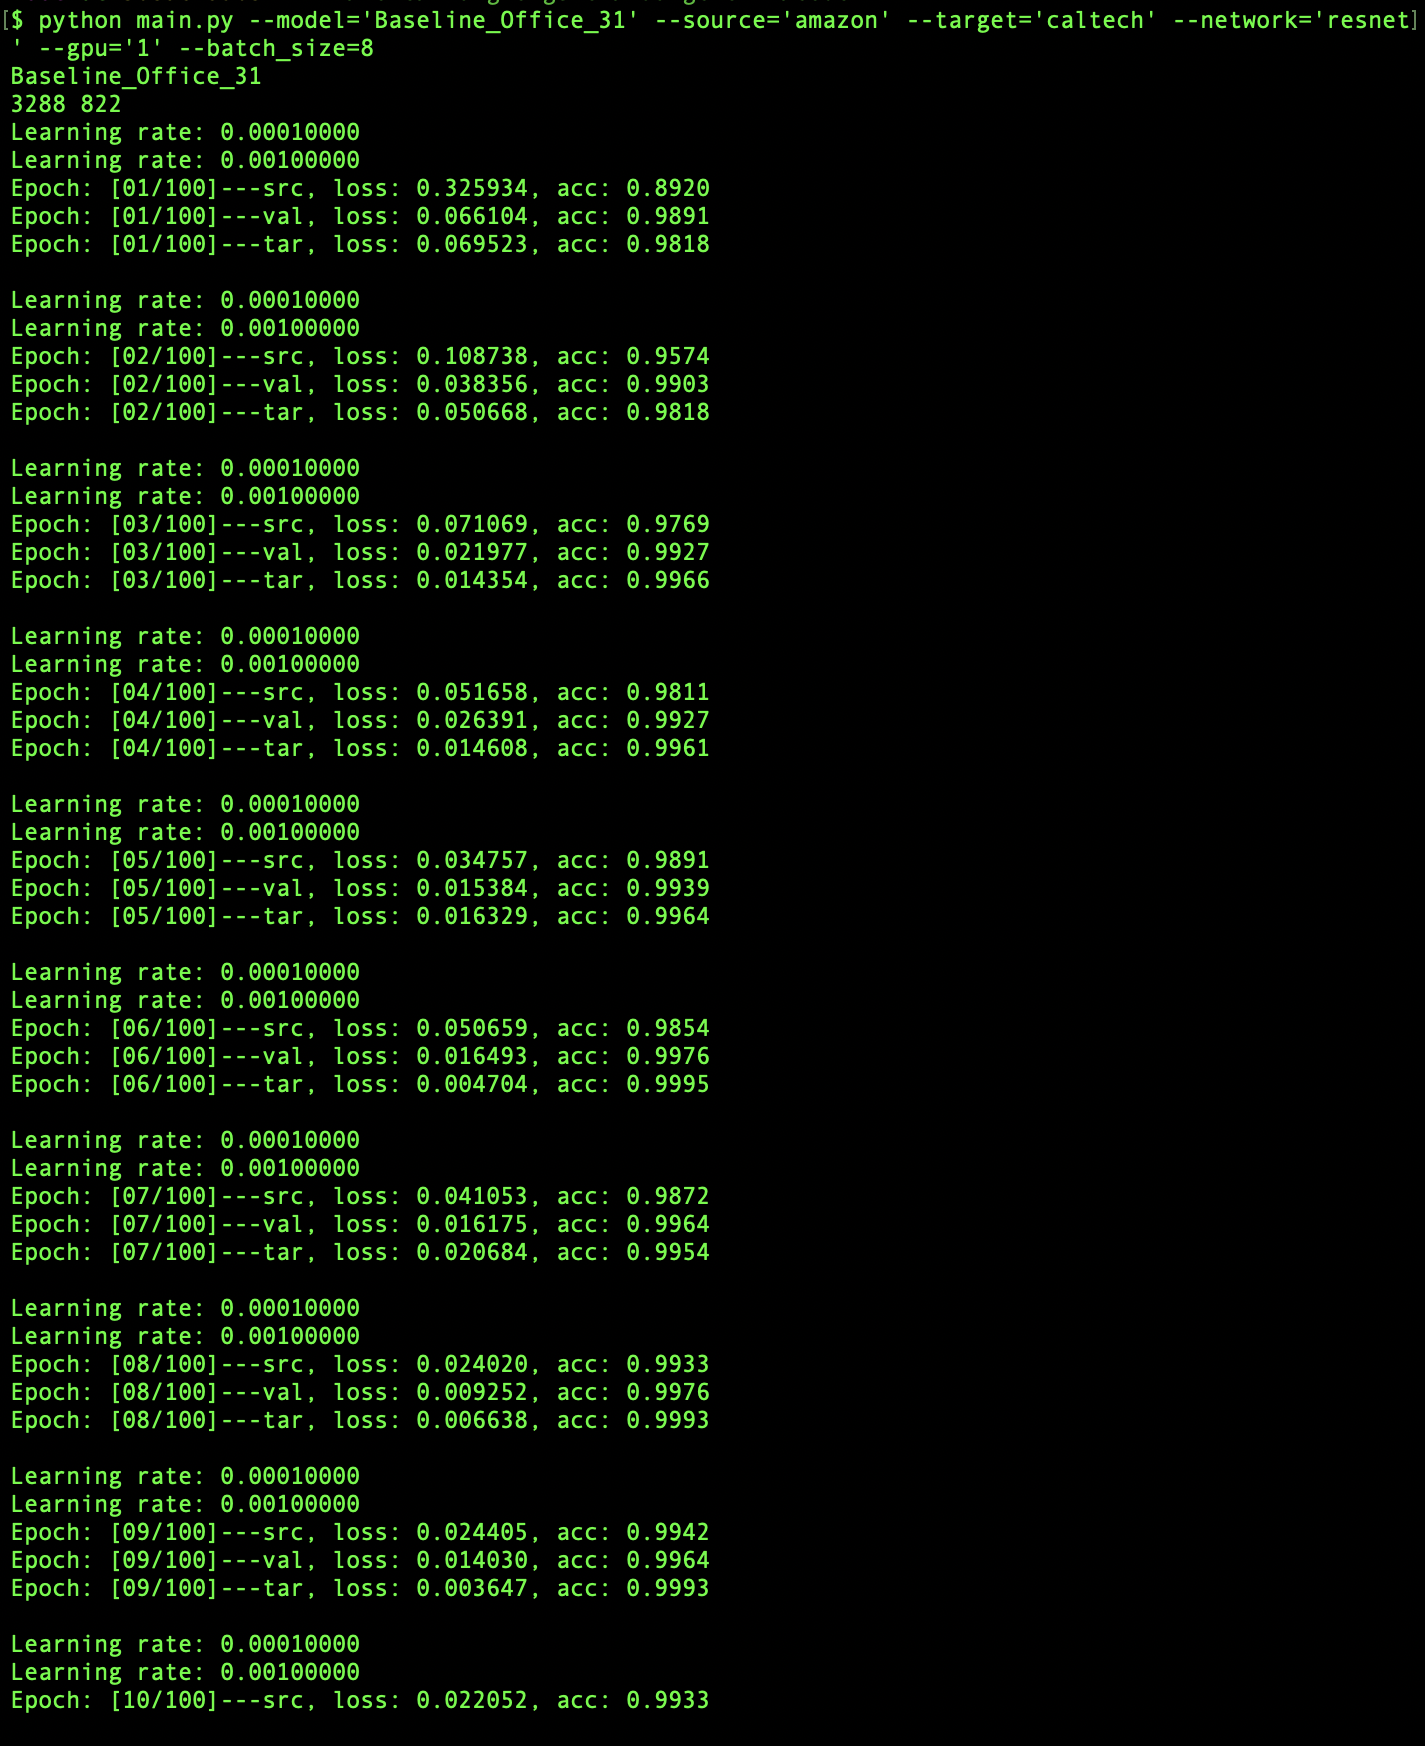 [$ python main.py --model='Baseline_Office_31' --source='amazon' --target='caltech' --network='resnet]
' --gpu='1' --batch_size=8
Baseline_Office_31
3288 822
Learning rate: 0.00010000
Learning rate: 0.00100000
Epoch: [01/100]---src, loss: 0.325934, acc: 0.8920
Epoch: [01/100]---val, loss: 0.066104, acc: 0.9891
Epoch: [01/100]---tar, loss: 0.069523, acc: 0.9818
Learning rate: 0.00010000
Learning rate: 0.00100000
Epoch: [02/100]---src, loss: 0.108738, acc: 0.9574
Epoch: [02/100]---val, loss: 0.038356, acc: 0.9903
Epoch: [02/100]---tar, loss: 0.050668, acc: 0.9818
Learning rate: 0.00010000
Learning rate: 0.00100000
Epoch: [03/100]---src, loss: 0.071069, acc: 0.9769
Epoch: [03/100]---val, loss: 0.021977, acc: 0.9927
Epoch: [03/100]---tar, loss: 0.014354, acc: 0.9966
Learning rate: 0.00010000
Learning rate: 0.00100000
Epoch: [04/100]---src, loss: 0.051658, acc: 0.9811
Epoch: [04/100]---val, loss: 0.026391, acc: 0.9927
Epoch: [04/100]---tar, loss: 0.014608, acc: 0.9961
Learning rate: 0.00010000
Learning rate: 0.00100000
Epoch: [05/100]---src, loss: 0.034757, acc: 0.9891
Epoch: [05/100]---val, loss: 0.015384, acc: 0.9939
Epoch: [05/100]---tar, loss: 0.016329, acc: 0.9964
Learning rate: 0.00010000
Learning rate: 0.00100000
Epoch: [06/100]---src, loss: 0.050659, acc: 0.9854
Epoch: [06/100]---val, loss: 0.016493, acc: 0.9976
Epoch: [06/100]---tar, loss: 0.004704, acc: 0.9995
Learning rate: 0.00010000
Learning rate: 0.00100000
Epoch: [07/100]---src, loss: 0.041053, acc: 0.9872
Epoch: [07/100]---val, loss: 0.016175, acc: 0.9964
Epoch: [07/100]---tar, loss: 0.020684, acc: 0.9954
Learning rate: 0.00010000
Learning rate: 0.00100000
Epoch: [08/100]---src, loss: 0.024020, acc: 0.9933
Epoch: [08/100]---val, loss: 0.009252, acc: 0.9976
Epoch: [08/100]---tar, loss: 0.006638, acc: 0.9993
Learning rate: 0.00010000
Learning rate: 0.00100000
Epoch: [09/100]---src, loss: 0.024405, acc: 0.9942
Epoch: [09/100]---val, loss: 0.014030, acc: 0.9964
Epoch: [09/100]---tar, loss: 0.003647, acc: 0.9993
Learning rate: 0.00010000
Learning rate: 0.00100000
Epoch: [10/100]---src, loss: 0.022052, acc: 0.9933